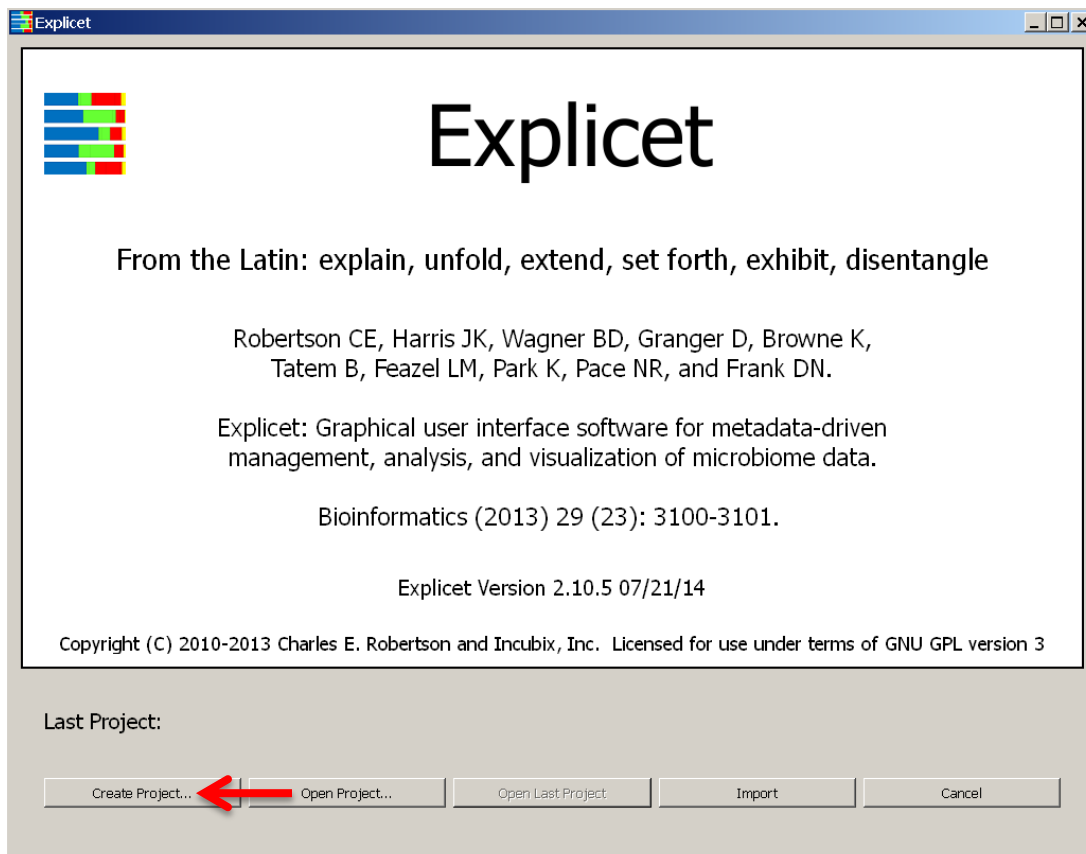 Explicet
Explicet
From the Latin: explain, unfold, extend, set forth, exhibit, disentangle
Robertson CE, Harris JK, Wagner BD, Granger D, Browne K,
Tatem B, Feazel LM, Park K, Pace NR, and Frank DN.
Explicet: Graphical user interface software for metadata-driven
management, analysis, and visualization of microbiome data.
Bioinformatics (2013) 29 (23): 3100-3101.
Explicet Version 2.10.5 07/21/14
Copyright (C) 2010-2013 Charles E. Robertson and Incubix, Inc.  Licensed for use under terms of GNU GPL version 3
Last Project:
Create Project... Open Project... Open Last Project Import Cancel